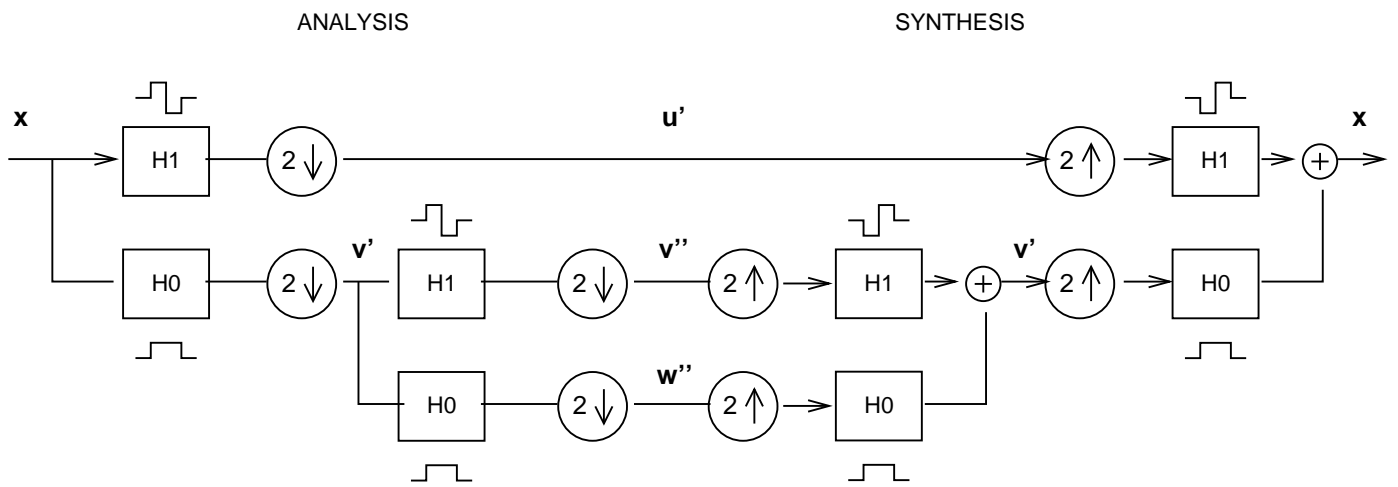 ANALYSIS SYNTHESIS
x u’ x
H1 2 2 H1 +
v’ v’’ v’
H0 2 H1 2 2 H1 + 2 H0
w’’
H0 2 2 H0